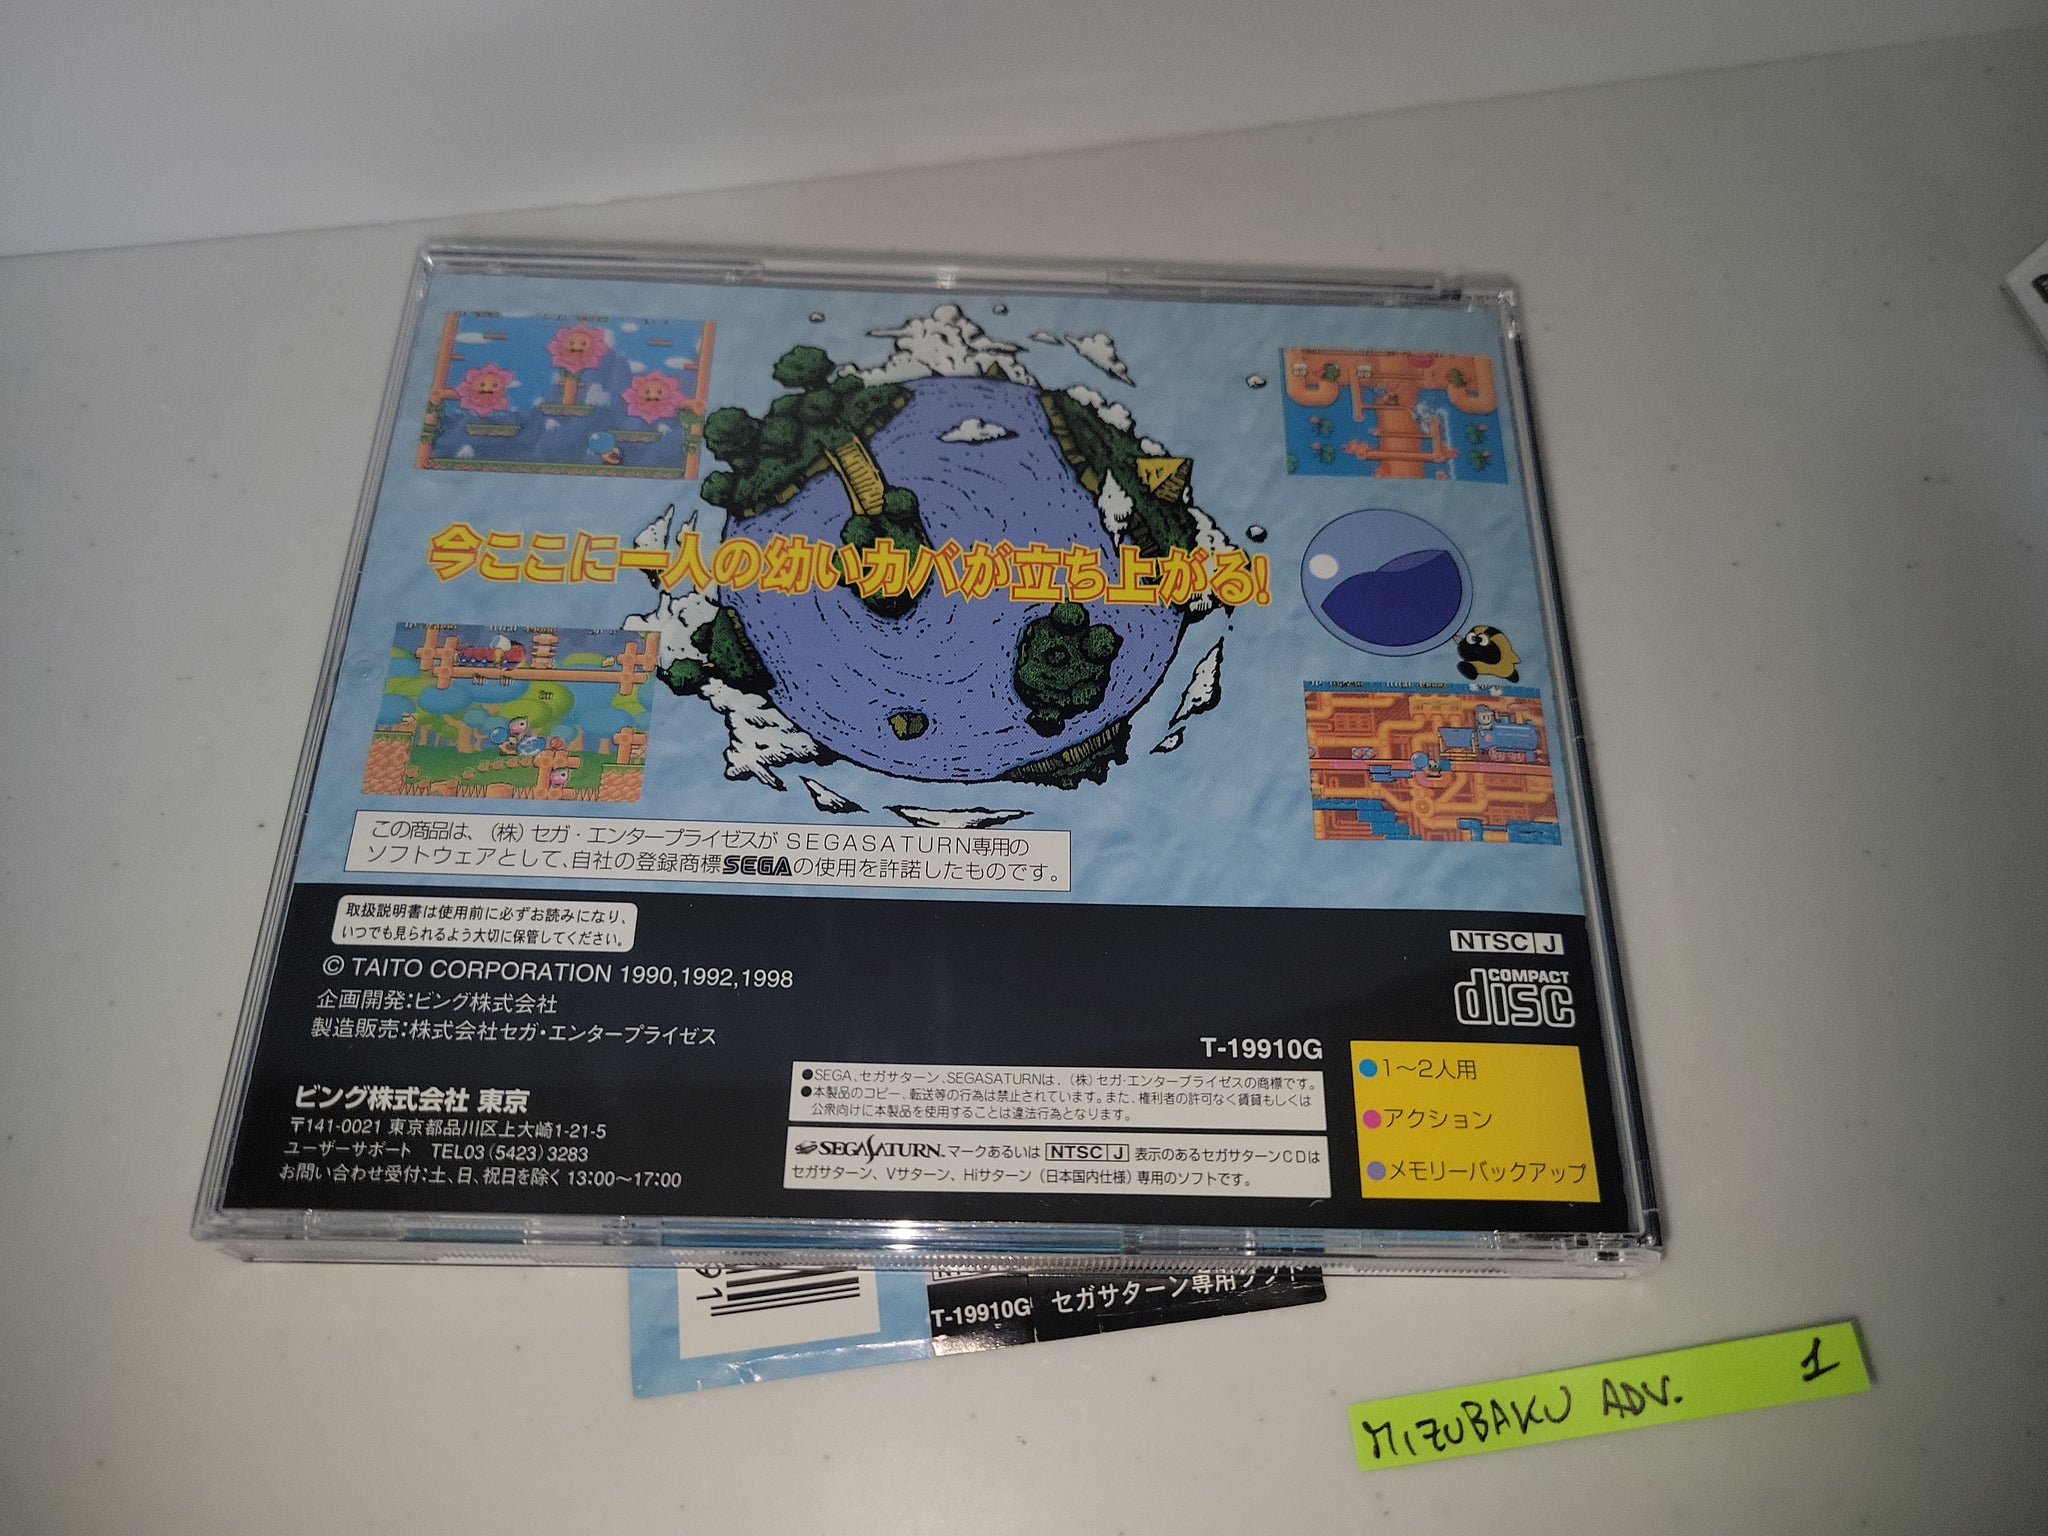 今ここに一人の幼いカバが立ち上がる!
この商品は、(株)セガ・エンタープライゼスがSEGASATURN専用の
ソフトウェアとして、自社の登録商標SEGAの使用を許諾したものです。
取扱説明書は使用前に必ずお読みになり、
いつでも見られるよう大切に保管してください。
© TAITO CORPORATION 1990,1992,1998
企画開発:ビング株式会社
製造販売:株式会社セガ・エンタープライゼス
ビング株式会社 東京
〒141-0021 東京都品川区上大崎1-21-5
ユーザーサポート TEL03(5423)3283
お問い合わせ受付:土、日、祝日を除く 13:00〜17:00
T-19910G
●SEGA、セガサターン、SEGASATURNは、(株)セガ・エンタープライゼスの商標です。
●本製品のコピー、転送等の行為は禁止されています。また、権利者の許可なく賃貸もしくは
公衆向けに本製品を使用することは違法行為となります。
SEGASATURN.マークあるいは NTSC J 表示のあるセガサターンCDは
セガサターン、Vサターン、Hiサターン(日本国内仕様)専用のソフトです。
NTSC J
COMPACT
disc
●1〜2人用
●アクション
●メモリーバックアップ
T-19910G
セガサターン専用ソフト
MIZUBAKU ADV. 1